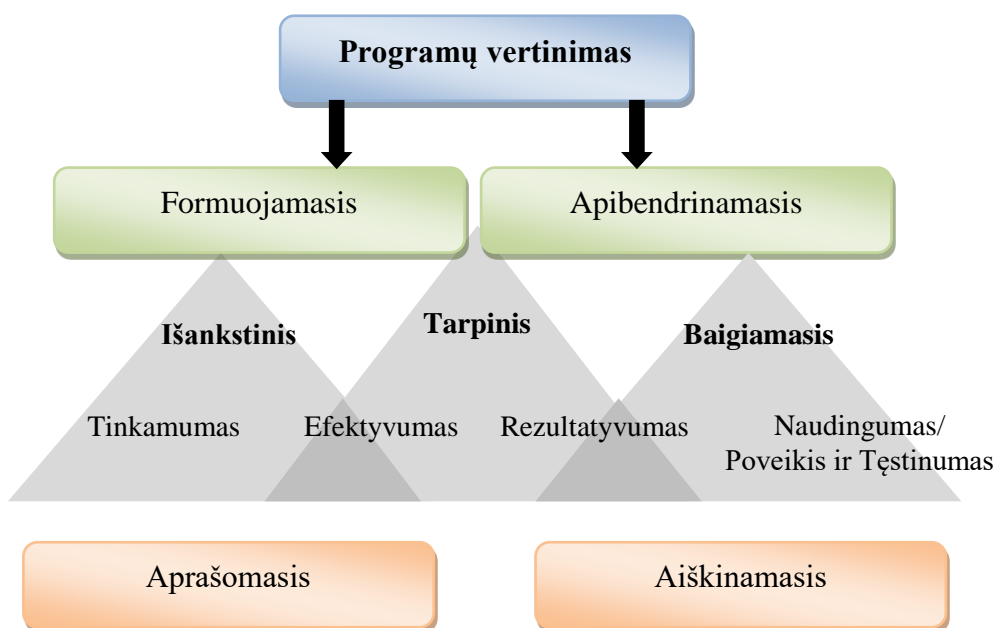 Programų vertinimas
Formuojamasis
Apibendrinamasis
Išankstinis
Tarpinis
Baigiamasis
Tinkamumas
Efektyvumas
Rezultatyvumas
Naudingumas/
Poveikis ir Tęstinumas
Aprašomasis
Aiškinamasis